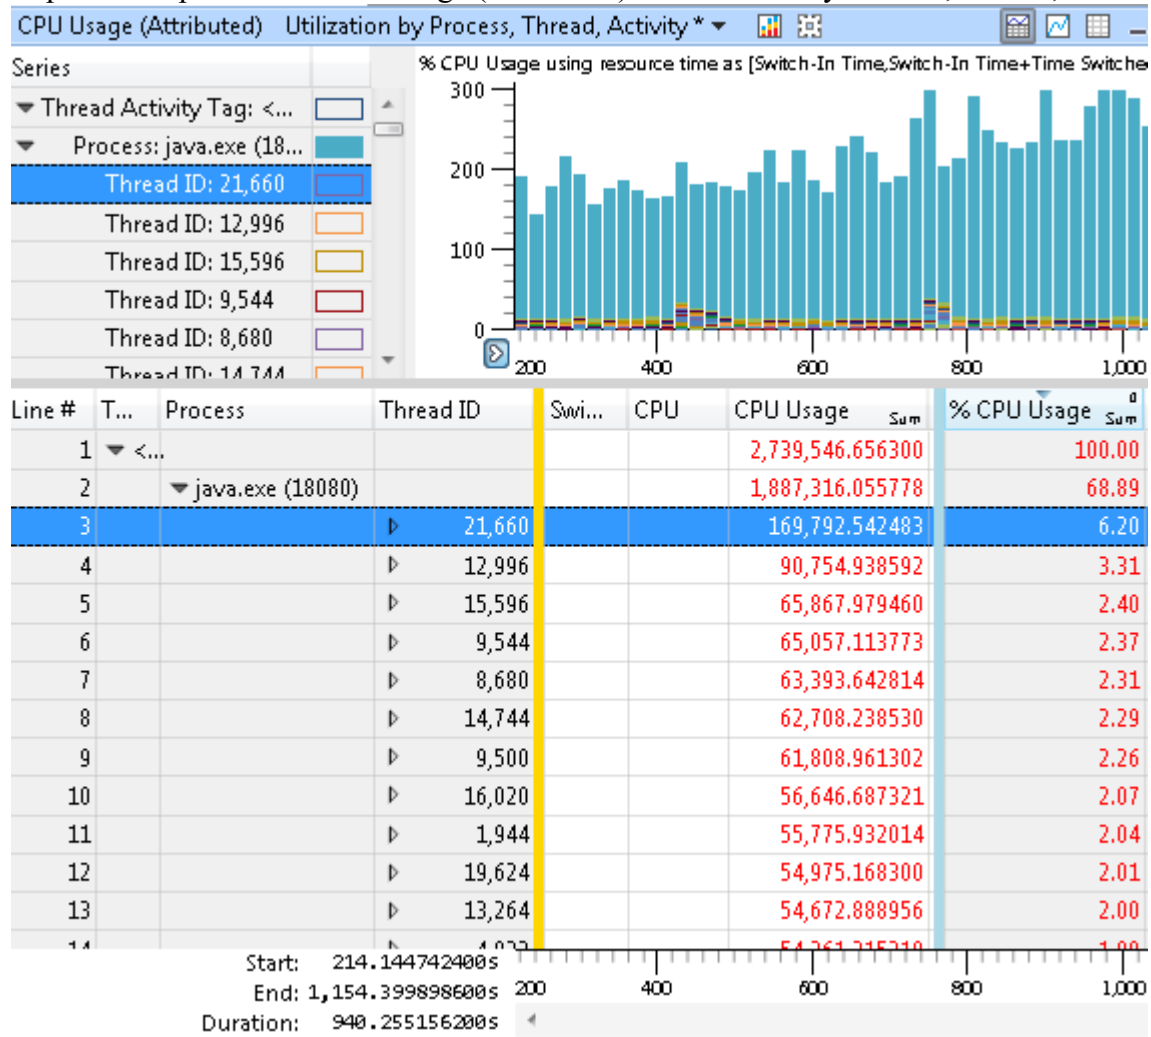 CPU Usage (Attributed) Utilization by Process, Thread, Activity *
Series
% CPU Usage using resource time as [Switch-In Time,Switch-In Time+Time Switche
Thread Activity Tag: <...
Process: java.exe (18...
Thread ID: 21,660
Thread ID: 12,996
Thread ID: 15,596
Thread ID: 9,544
Thread ID: 8,680
Thread ID: 14,744
300
200
100
0
200 400 600 800 1,000
Line # T... Process Thread ID Swi... CPU CPU Usage Sum % CPU Usage 0 Sum
1 <... 2,739,546.656300 100.00
2 java.exe (18080) 1,887,316.055778 68.89
3 21,660 169,792.542483 6.20
4 12,996 90,754.938592 3.31
5 15,596 65,867.979460 2.40
6 9,544 65,057.113773 2.37
7 8,680 63,393.642814 2.31
8 14,744 62,708.238530 2.29
9 9,500 61,808.961302 2.26
10 16,020 56,646.687321 2.07
11 1,944 55,775.932014 2.04
12 19,624 54,975.168300 2.01
13 13,264 54,672.888956 2.00
14
Start: 214.144742400s
End: 1,154.399898600s
Duration: 940.255156200s
200 400 600 800 1,000